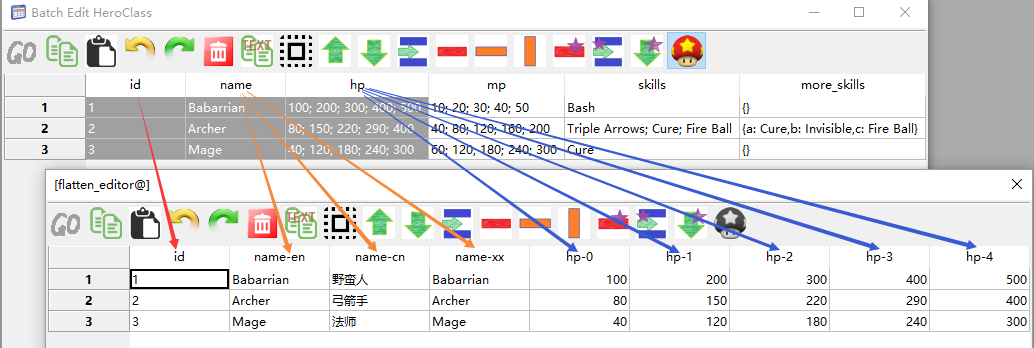 Batch Edit HeroClass
GO TEXT
id name hp mp skills more_skills
1 1 Babarrian 100; 200; 300; 400; 500 10; 20; 30; 40; 50 Bash {}
2 2 Archer 80; 150; 220; 290; 400 40; 80; 120; 160; 200 Triple Arrows; Cure; Fire Ball {a: Cure,b: Invisible,c: Fire Ball}
3 3 Mage 40; 120; 180; 240; 300 60; 120; 180; 240; 300 Cure {}
[flatten_editor@]
GO TEXT
id name-en name-cn name-xx hp-0 hp-1 hp-2 hp-3 hp-4
1 1 Babarrian 野蛮人 Babarrian 100 200 300 400 500
2 2 Archer 弓箭手 Archer 80 150 220 290 400
3 3 Mage 法师 Mage 40 120 180 240 300